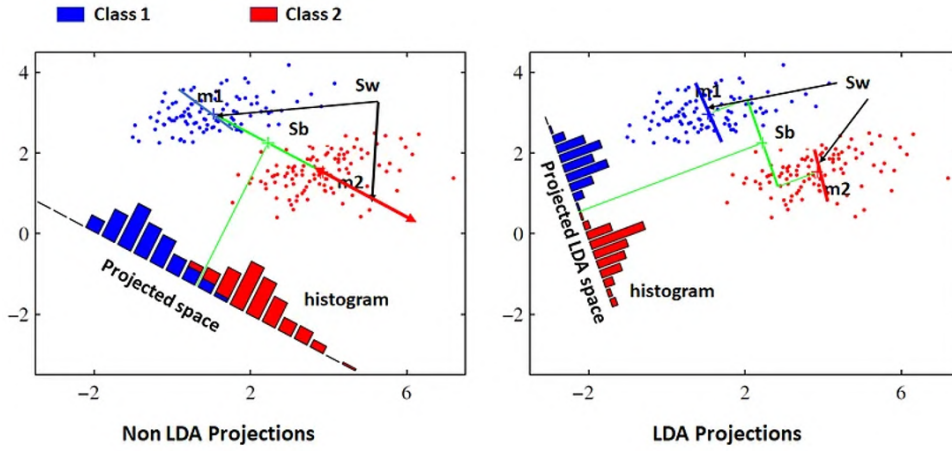 Class 1
Class 2
4
2
0
−2
m1
Sw
Sb
m2
Projected space
histogram
−2
2
6
Non LDA Projections
4
2
0
−2
m1
Sw
Sb
m2
Projected LDA space
histogram
−2
2
6
LDA Projections